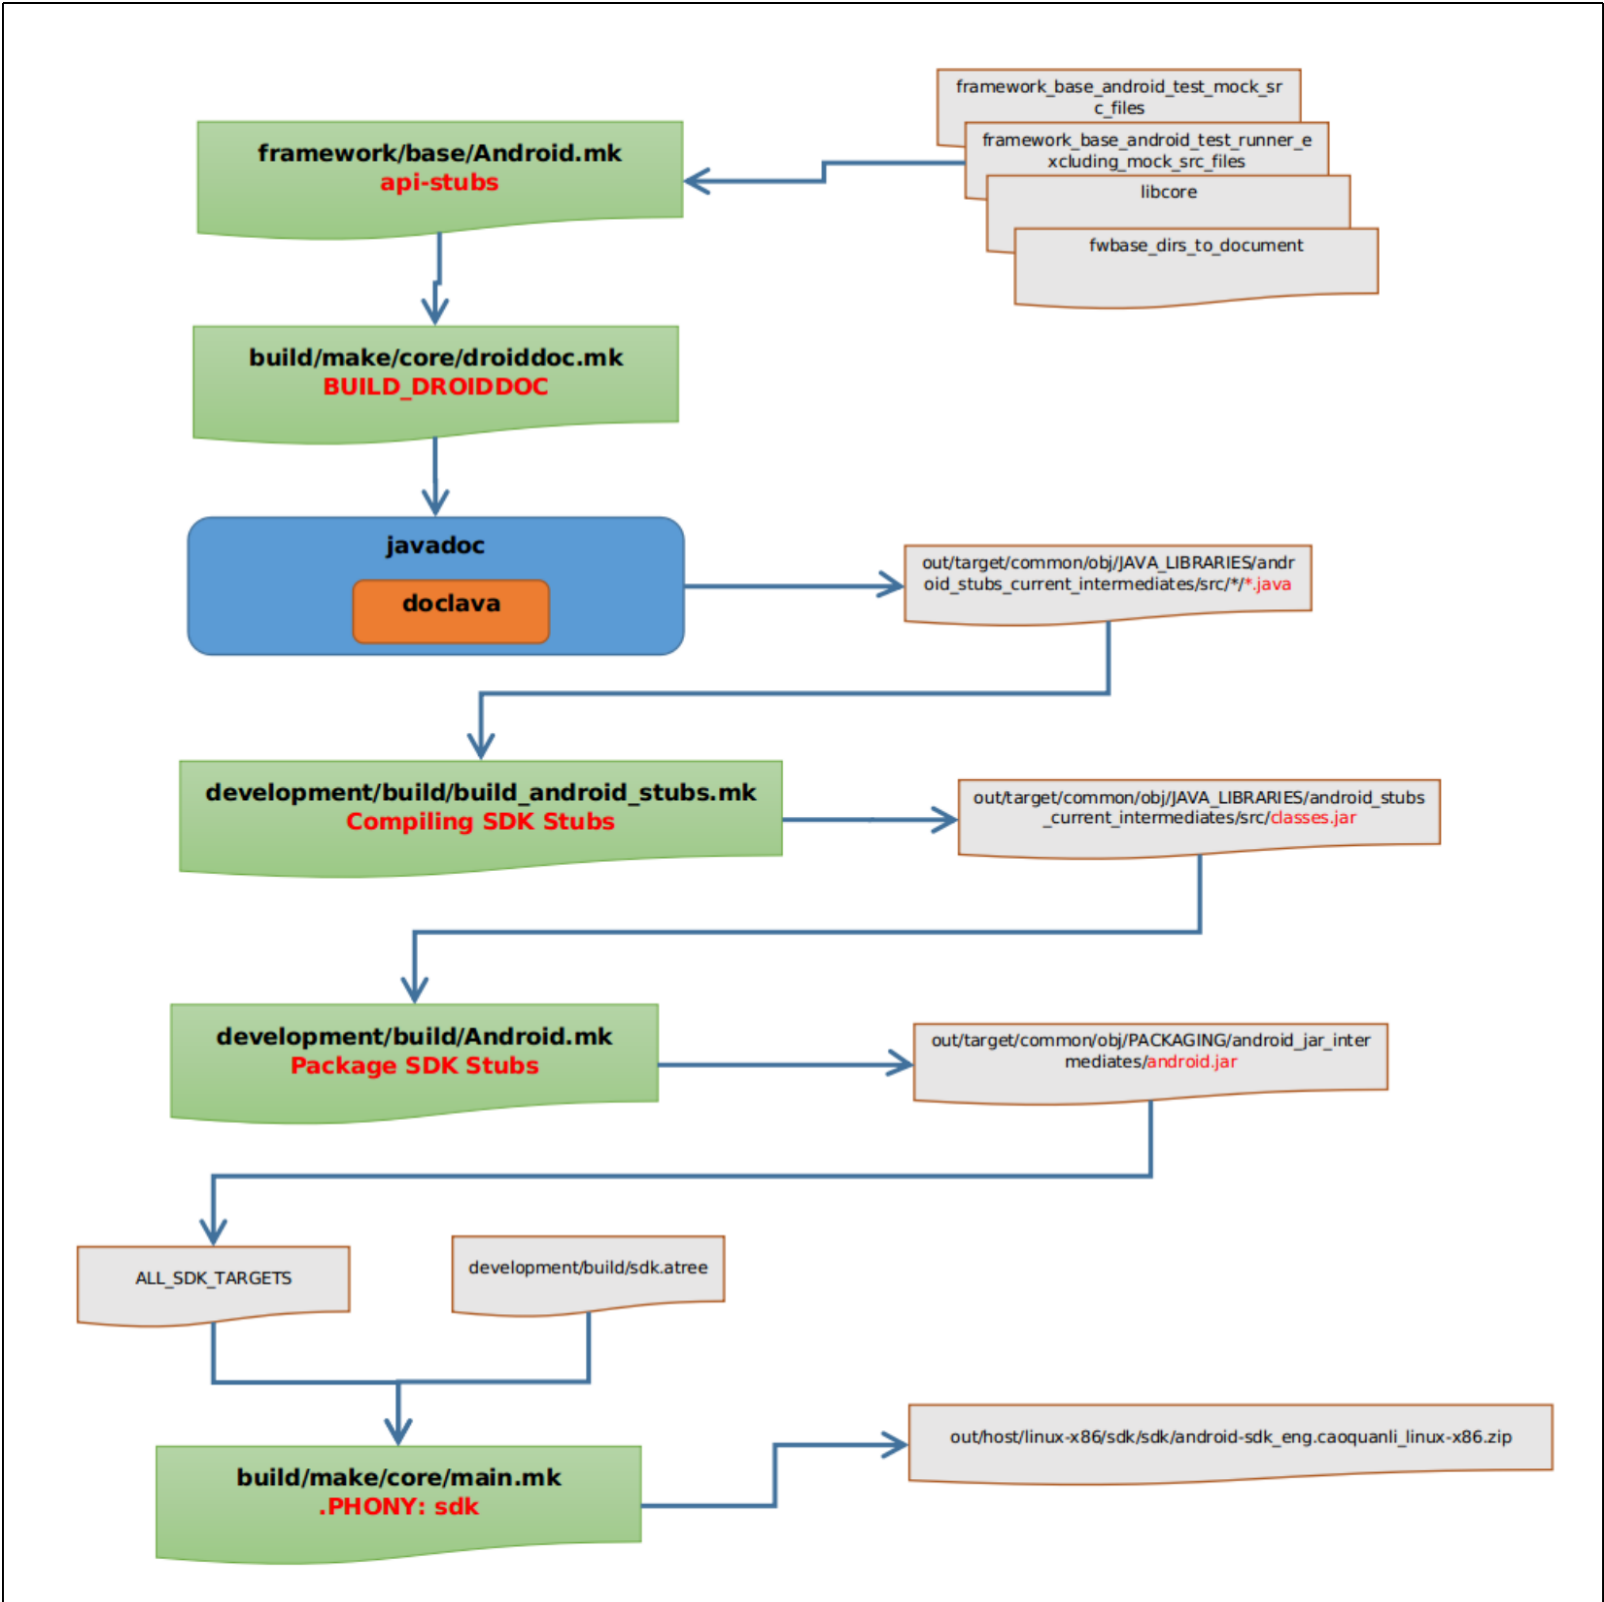 framework_base_android_test_mock_sr
c_files
framework_base_android_test_runner_e
xcluding_mock_src_files
libcore
fwbase_dirs_to_document
framework/base/Android.mk
api-stubs
build/make/core/droiddoc.mk
BUILD_DROIDDOC
javadoc
doclava
out/target/common/obj/JAVA_LIBRARIES/andr
oid_stubs_current_intermediates/src/*/*.java
development/build/build_android_stubs.mk
Compiling SDK Stubs
out/target/common/obj/JAVA_LIBRARIES/android_stubs
_current_intermediates/src/classes.jar
development/build/Android.mk
Package SDK Stubs
out/target/common/obj/PACKAGING/android_jar_inter
mediates/android.jar
ALL_SDK_TARGETS
development/build/sdk.atree
build/make/core/main.mk
.PHONY: sdk
out/host/linux-x86/sdk/sdk/android-sdk_eng.caoquanli_linux-x86.zip